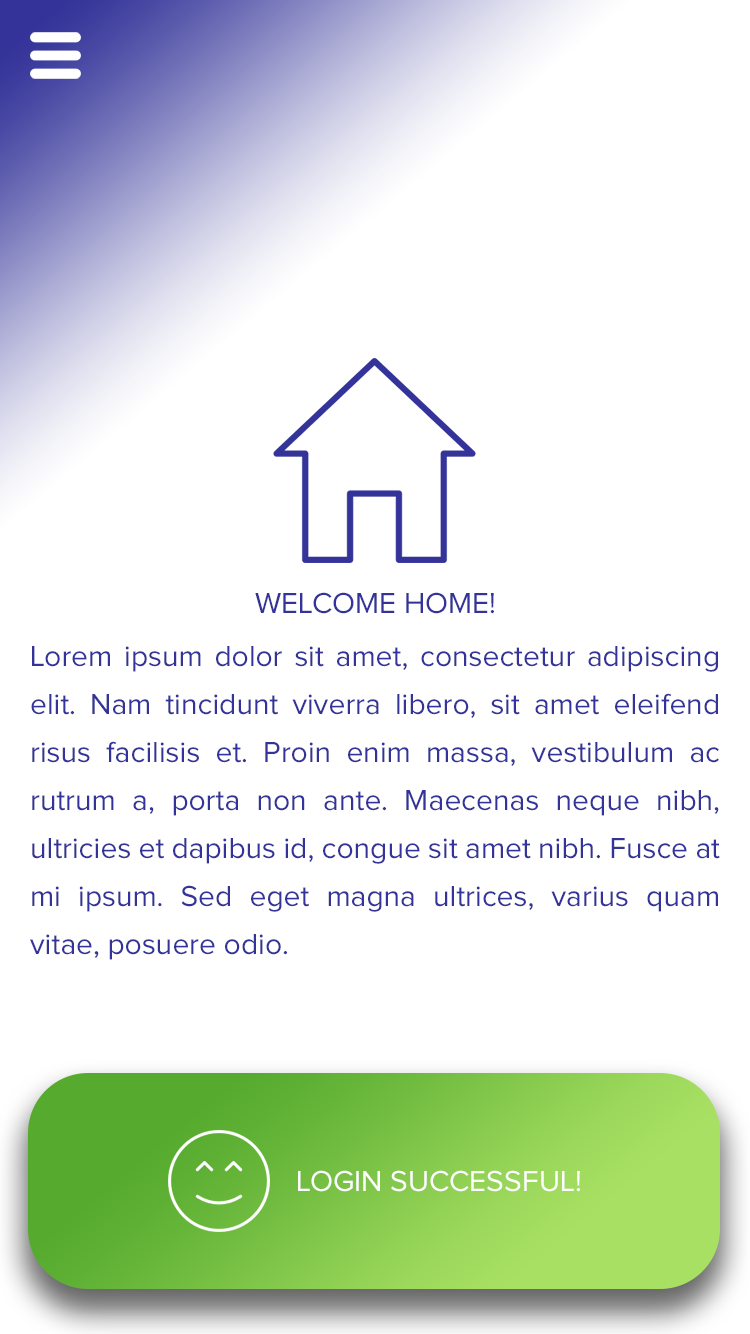 WELCOME HOME!
Lorem ipsum dolor sit amet, consectetur adipiscing
elit. Nam tincidunt viverra libero, sit amet eleifend
risus facilisis et. Proin enim massa, vestibulum ac
rutrum a, porta non ante. Maecenas neque nibh,
ultricies et dapibus id, congue sit amet nibh. Fusce at
mi ipsum. Sed eget magna ultrices, varius quam
vitae, posuere odio.
LOGIN SUCCESSFUL!